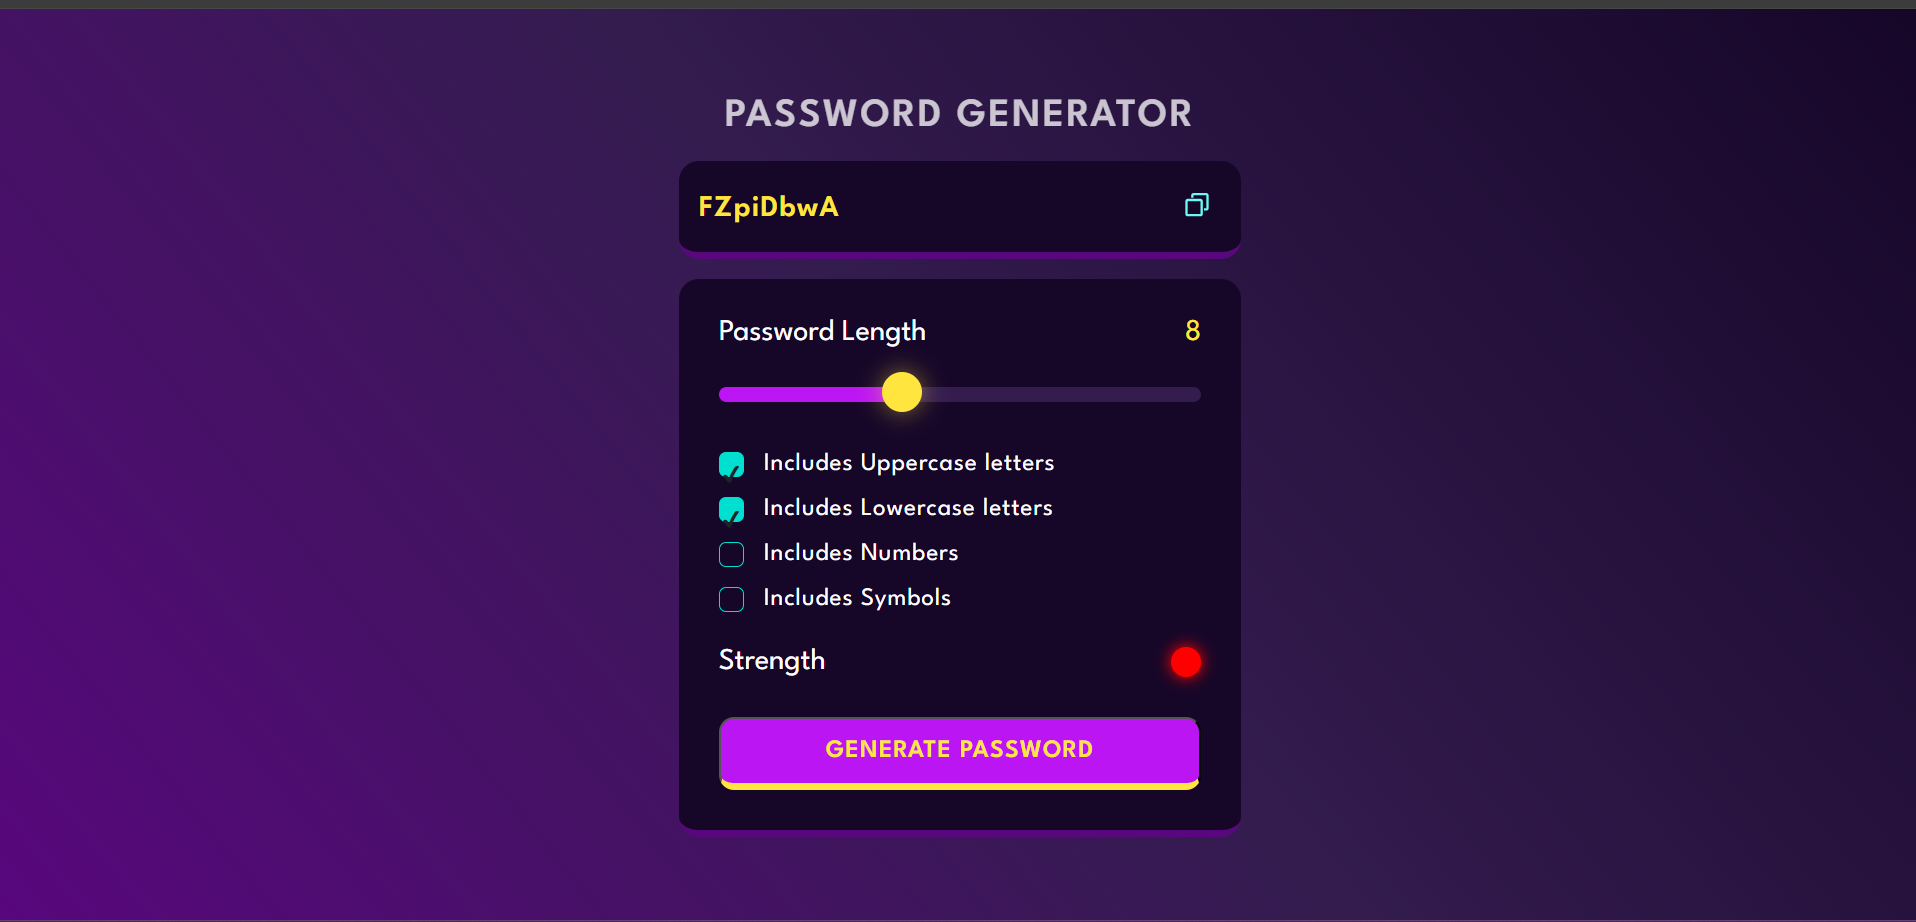 PASSWORD GENERATOR
FZpiDbwA
Password Length 8
Includes Uppercase letters
Includes Lowercase letters
Includes Numbers
Includes Symbols
Strength
GENERATE PASSWORD